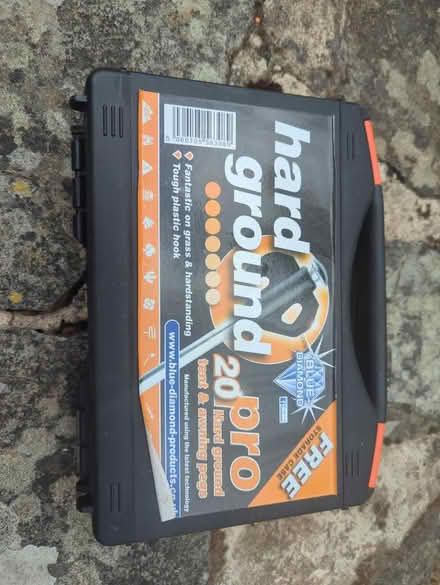 hard ground pro
BLUE
DIAMOND
FREE
STORAGE CASE
20 Hard ground
tent & awning pegs
Manufactured using the latest technology
Fantastic on grass & hardstanding
Tough plastic hook
www.blue-diamond-products.co.uk